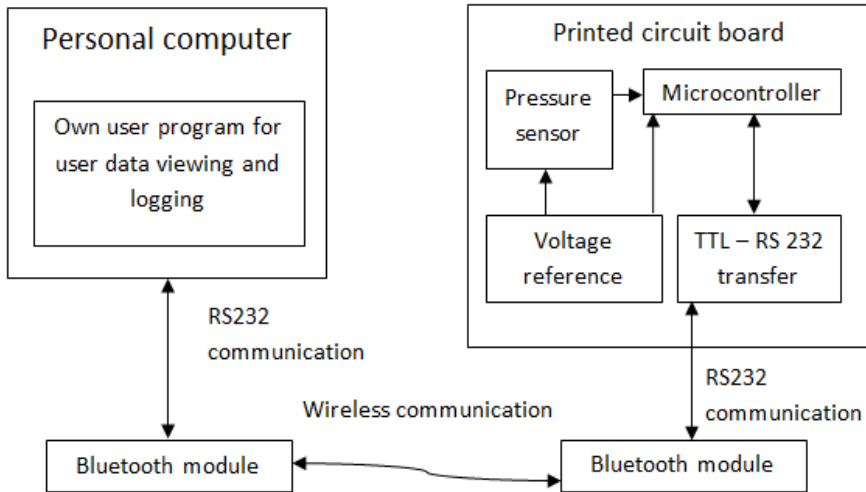 Personal computer
Own user program for
user data viewing and
logging
RS232
communication
Printed circuit board
Pressure
sensor
Microcontroller
Voltage
reference
TTL – RS 232
transfer
RS232
communication
Wireless communication
Bluetooth module
Bluetooth module